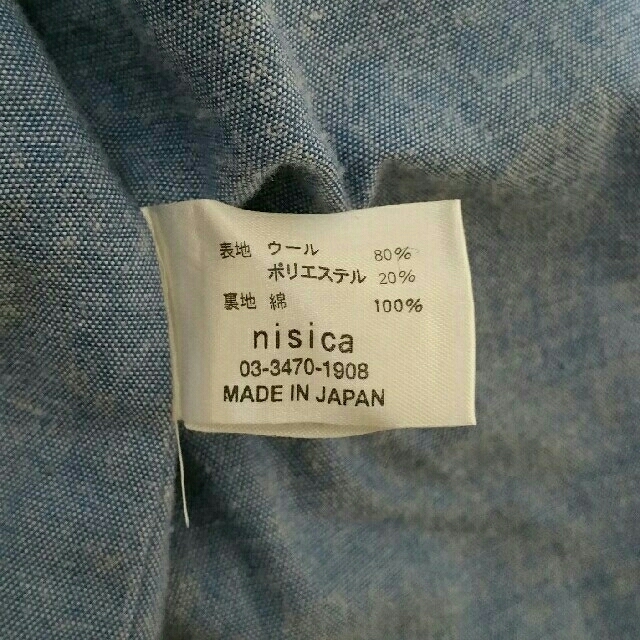 表地 ウール 80%
ポリエステル 20%
裏地 綿 100%
nisica
03-3470-1908
MADE IN JAPAN